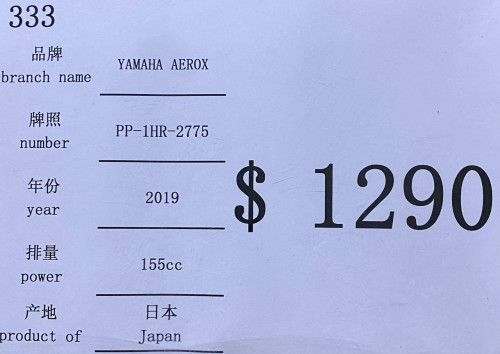 333
品牌 YAMAHA AEROX
branch name
牌照 PP-1HR-2775
number
年份 2019
year
$ 1290
排量 155cc
power
产地 日本
product of Japan